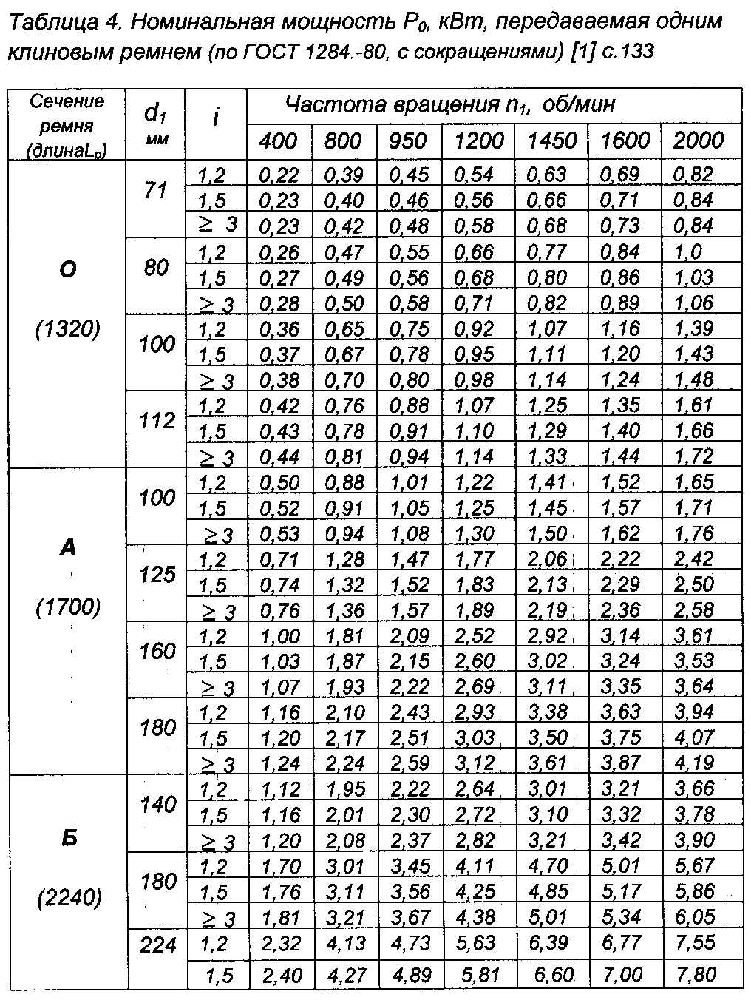 Таблица 4. Номинальная мощность P₀, кВт, передаваемая одним
клиновым ремнем (по ГОСТ 1284.-80, с сокращениями) [1] с.133
Сечение ремня (длинаLₚ) d₁ мм i Частота вращения n₁, об/мин
400 800 950 1200 1450 1600 2000
О (1320)
71
1,2 0,22 0,39 0,45 0,54 0,63 0,69 0,82
1,5 0,23 0,40 0,46 0,56 0,66 0,71 0,84
≥ 3 0,23 0,42 0,48 0,58 0,68 0,73 0,84
80
1,2 0,26 0,47 0,55 0,66 0,77 0,84 1,0
1,5 0,27 0,49 0,56 0,68 0,80 0,86 1,03
≥ 3 0,28 0,50 0,58 0,71 0,82 0,89 1,06
100
1,2 0,36 0,65 0,75 0,92 1,07 1,16 1,39
1,5 0,37 0,67 0,78 0,95 1,11 1,20 1,43
≥ 3 0,38 0,70 0,80 0,98 1,14 1,24 1,48
112
1,2 0,42 0,76 0,88 1,07 1,25 1,35 1,61
1,5 0,43 0,78 0,91 1,10 1,29 1,40 1,66
≥ 3 0,44 0,81 0,94 1,14 1,33 1,44 1,72
А (1700)
100
1,2 0,50 0,88 1,01 1,22 1,41 1,52 1,65
1,5 0,52 0,91 1,05 1,25 1,45 1,57 1,71
≥3 0,53 0,94 1,08 1,30 1,50 1,62 1,76
125
1,2 0,71 1,28 1,47 1,77 2,06 2,22 2,42
1,5 0,74 1,32 1,52 1,83 2,13 2,29 2,50
≥ 3 0,76 1,36 1,57 1,89 2,19 2,36 2,58
160
1,2 1,00 1,81 2,09 2,52 2,92 3,14 3,61
1,5 1,03 1,87 2,15 2,60 3,02 3,24 3,53
≥ 3 1,07 1,93 2,22 2,69 3,11 3,35 3,64
180
1,2 1,16 2,10 2,43 2,93 3,38 3,63 3,94
1,5 1,20 2,17 2,51 3,03 3,50 3,75 4,07
≥ 3 1,24 2,24 2,59 3,12 3,61 3,87 4,19
Б (2240)
140
1,2 1,12 1,95 2,22 2,64 3,01 3,21 3,66
1,5 1,16 2,01 2,30 2,72 3,10 3,32 3,78
≥ 3 1,20 2,08 2,37 2,82 3,21 3,42 3,90
180
1,2 1,70 3,01 3,45 4,11 4,70 5,01 5,67
1,5 1,76 3,11 3,56 4,25 4,85 5,17 5,86
≥ 3 1,81 3,21 3,67 4,38 5,01 5,34 6,05
224
1,2 2,32 4,13 4,73 5,63 6,39 6,77 7,55
1,5 2,40 4,27 4,89 5,81 6,60 7,00 7,80